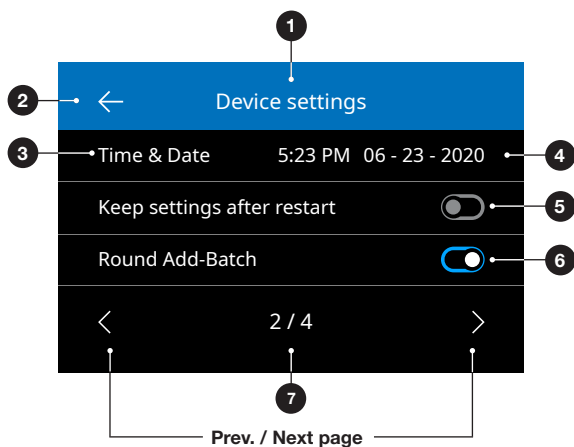 1
2 Device settings
3 Time & Date 5:23 PM 06 - 23 - 2020 4
Keep settings after restart 5
Round Add-Batch 6
2 / 4
7
Prev. / Next page